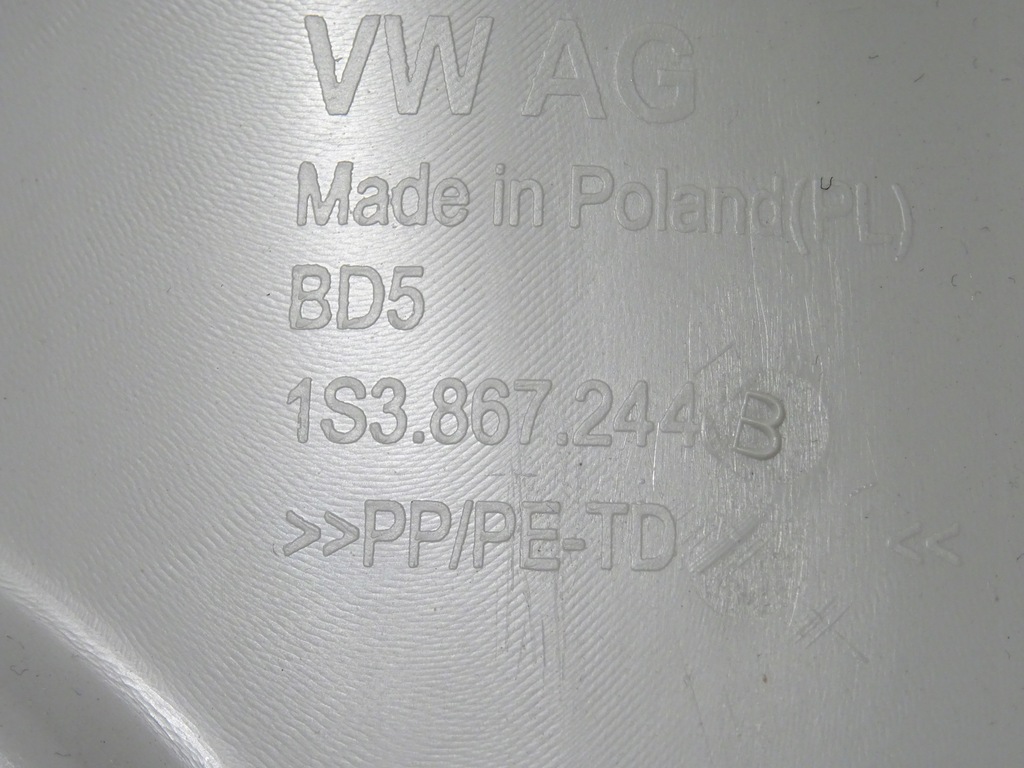 VW AG
Made in Poland(PL)
BD5
1S3.867.244 B
>>PP/PE-TD <<